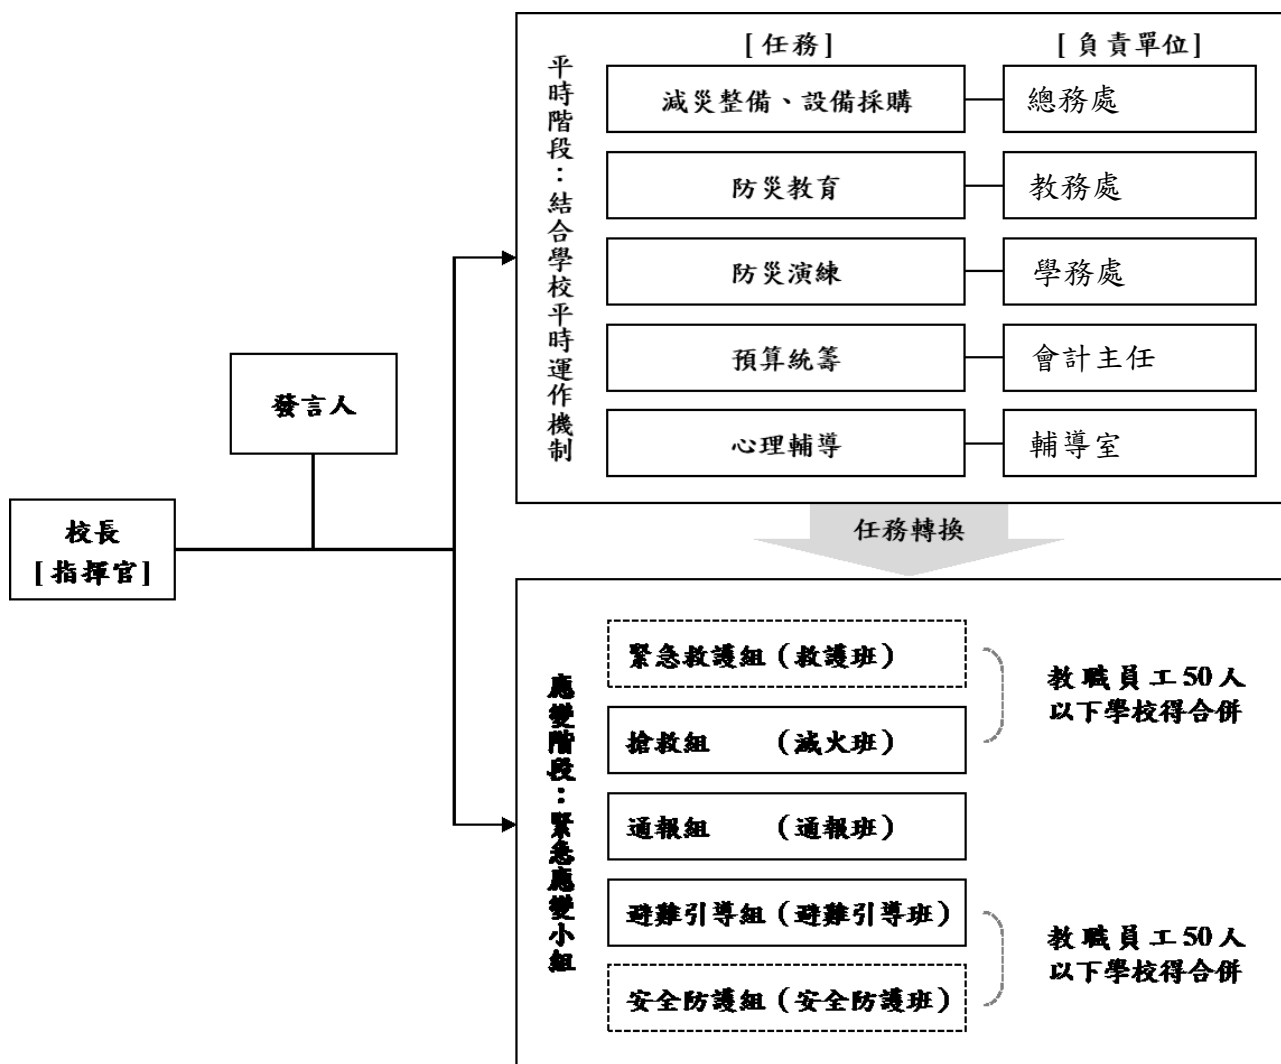 [任務]
[負責單位]
平時階段：結合學校平時運作機制
減災整備、設備採購
總務處
防災教育
教務處
防災演練
學務處
預算統籌
會計主任
心理輔導
輔導室
發言人
校長
[指揮官]
任務轉換
應變階段：緊急應變小組
緊急救護組（救護班）
搶救組　　（滅火班）
教職員工50人
以下學校得合併
通報組　　（通報班）
避難引導組（避難引導班）
安全防護組（安全防護班）
教職員工50人
以下學校得合併